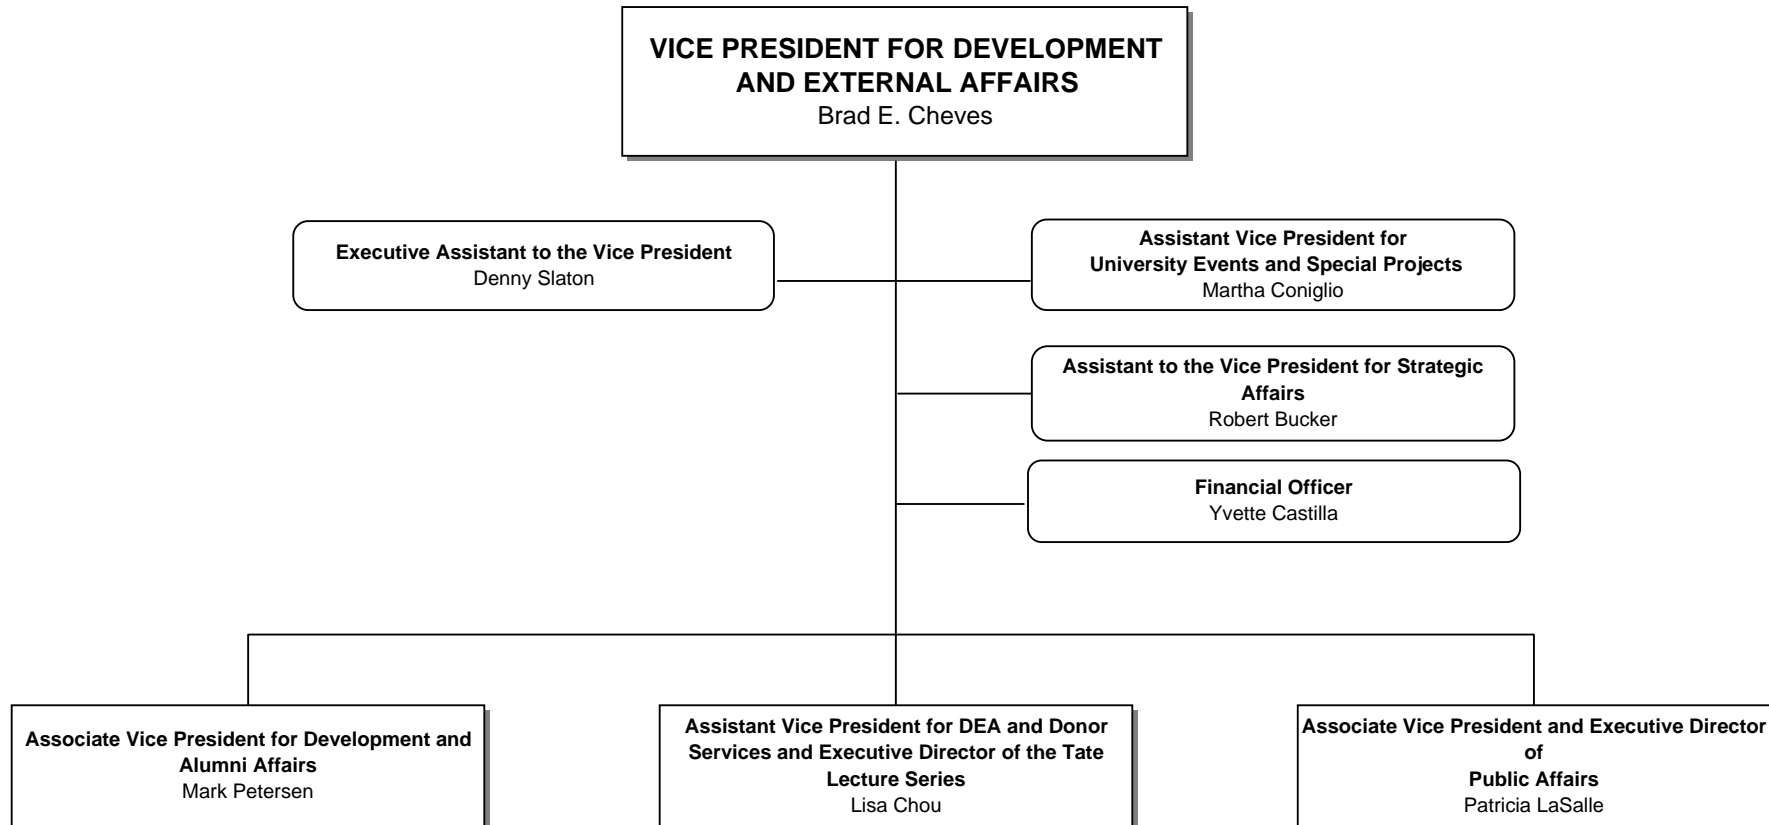 VICE PRESIDENT FOR DEVELOPMENT
AND EXTERNAL AFFAIRS
Brad E. Cheves
Executive Assistant to the Vice President
Denny Slaton
Assistant Vice President for
University Events and Special Projects
Martha Coniglio
Assistant to the Vice President for Strategic
Affairs
Robert Bucker
Financial Officer
Yvette Castilla
Associate Vice President for Development and
Alumni Affairs
Mark Petersen
Assistant Vice President for DEA and Donor
Services and Executive Director of the Tate
Lecture Series
Lisa Chou
Associate Vice President and Executive Director
of
Public Affairs
Patricia LaSalle